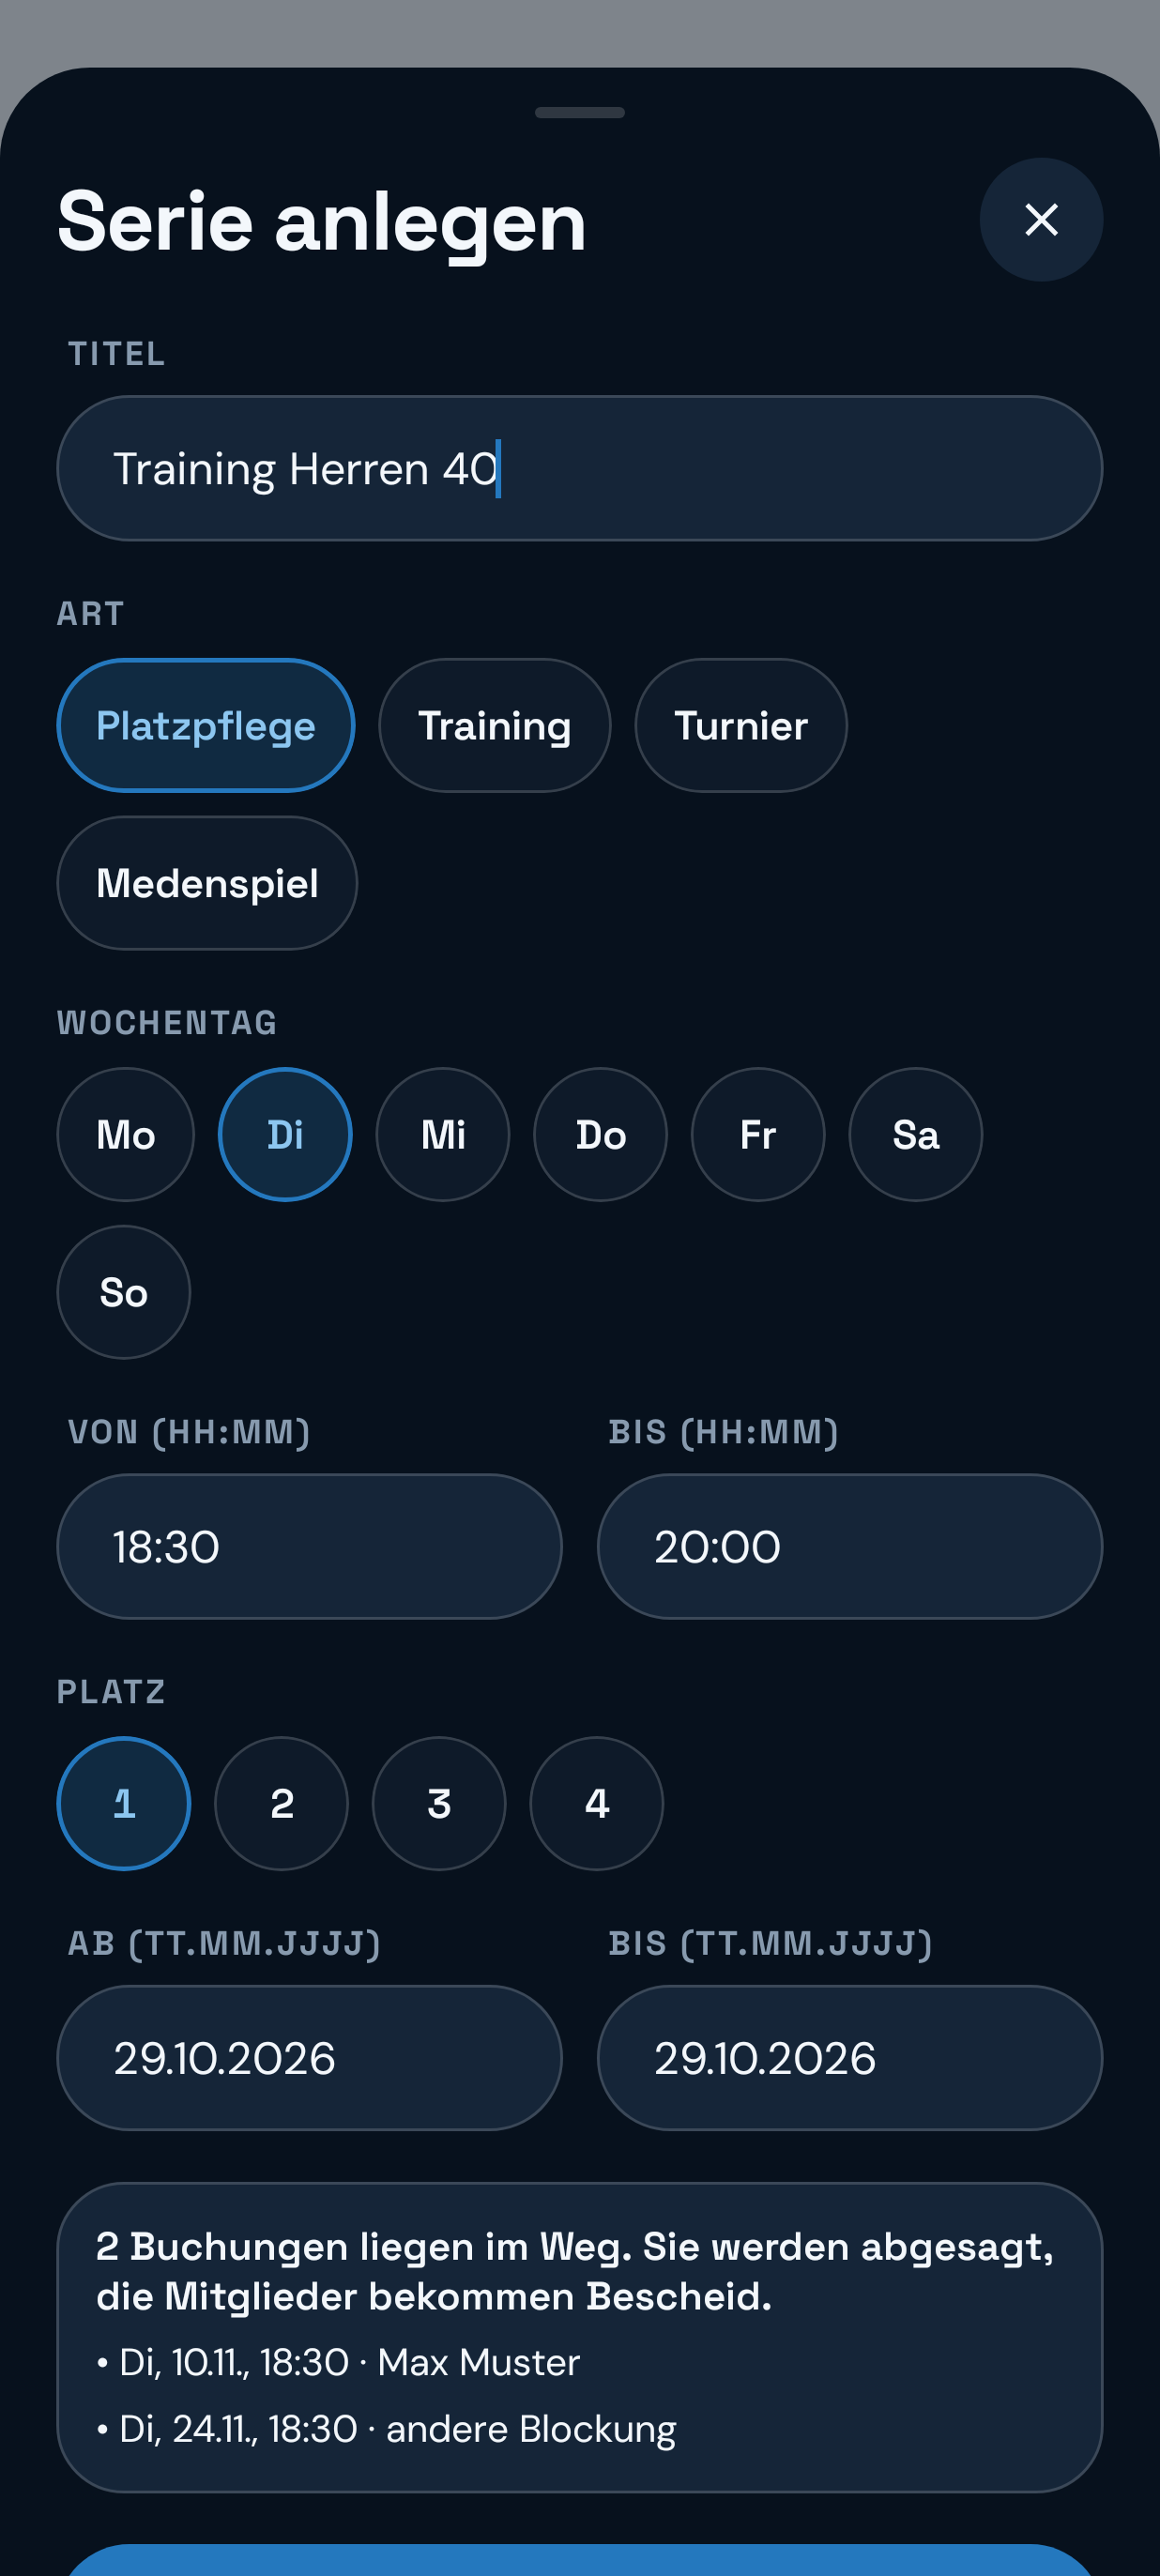 Serie anlegen
TITEL
Training Herren 40
ART
Platzpflege Training Turnier
Medenspiel
WOCHENTAG
Mo Di Mi Do Fr Sa
So
VON (HH:MM) BIS (HH:MM)
18:30 20:00
PLATZ
1 2 3 4
AB (TT.MM.JJJJ) BIS (TT.MM.JJJJ)
29.10.2026 29.10.2026
2 Buchungen liegen im Weg. Sie werden abgesagt,
die Mitglieder bekommen Bescheid.
• Di, 10.11., 18:30 · Max Muster
• Di, 24.11., 18:30 · andere Blockung